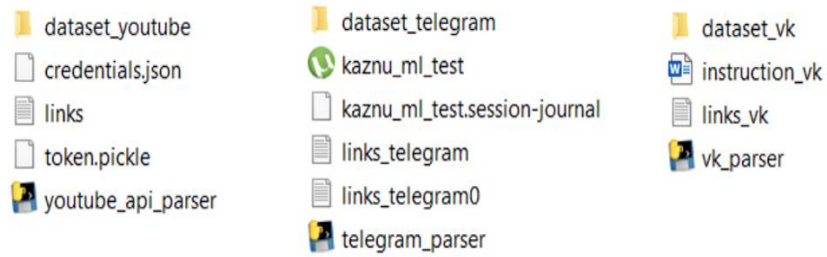 dataset_youtube
credentials.json
links
token.pickle
youtube_api_parser
dataset_telegram
kaznu_ml_test
kaznu_ml_test.session-journal
links_telegram
links_telegram0
telegram_parser
dataset_vk
instruction_vk
links_vk
vk_parser